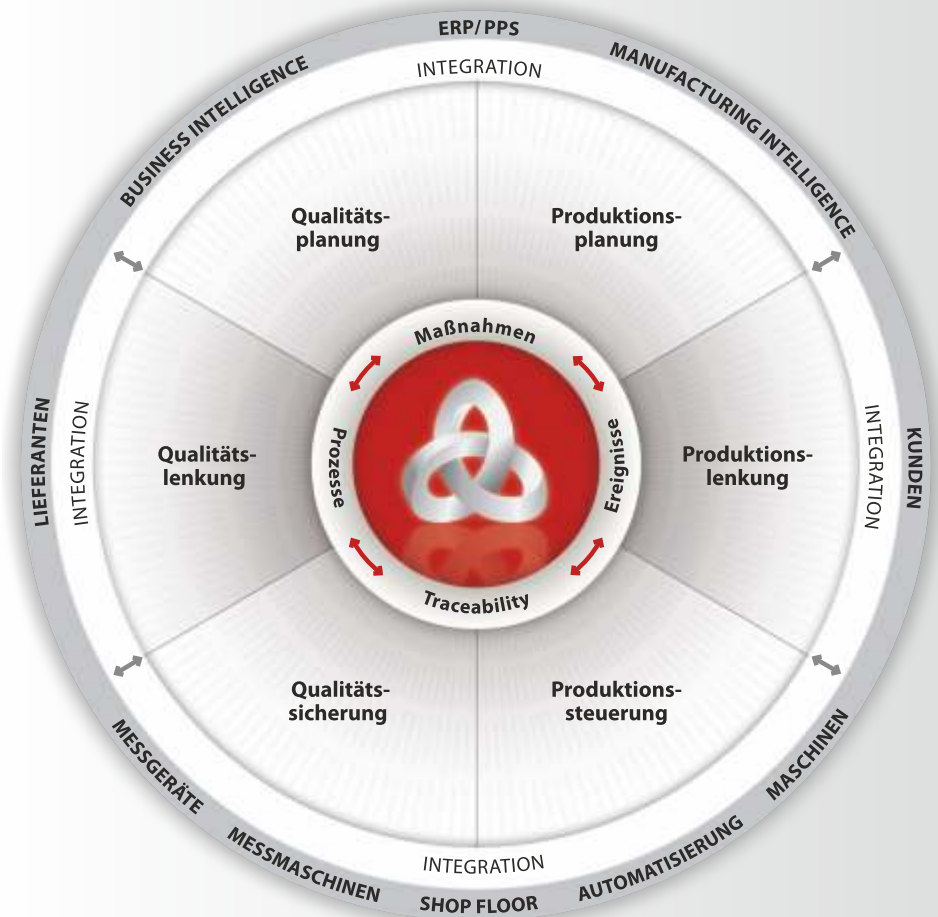 ERP/PPS
BUSINESS INTELLIGENCE
MANUFACTURING INTELLIGENCE
INTEGRATION
Qualitäts-
planung
Produktions-
planung
Maßnahmen
LIEFERANTEN
INTEGRATION
Qualitäts-
lenkung
Prozesse
Ereignisse
Produktions-
lenkung
INTEGRATION
KUNDEN
Traceability
Qualitäts-
sicherung
Produktions-
steuerung
MESSGERÄTE
MASCHINEN
MESSMASCHINEN
INTEGRATION
AUTOMATISIERUNG
SHOP FLOOR